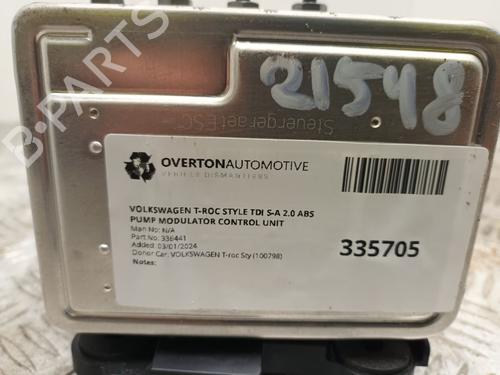 21548
Steuergeraet ESC
OVERTONAUTOMOTIVE
VEHICLE DISMANTLERS
VOLKSWAGEN T-ROC STYLE TDI S-A 2.0 ABS
PUMP MODULATOR CONTROL UNIT
Man No: N/A
Part No: 336441
Added: 03/01/2024
Donor Car: VOLKSWAGEN T-roc Sty (100798)
Notes:
335705
B-PARTS